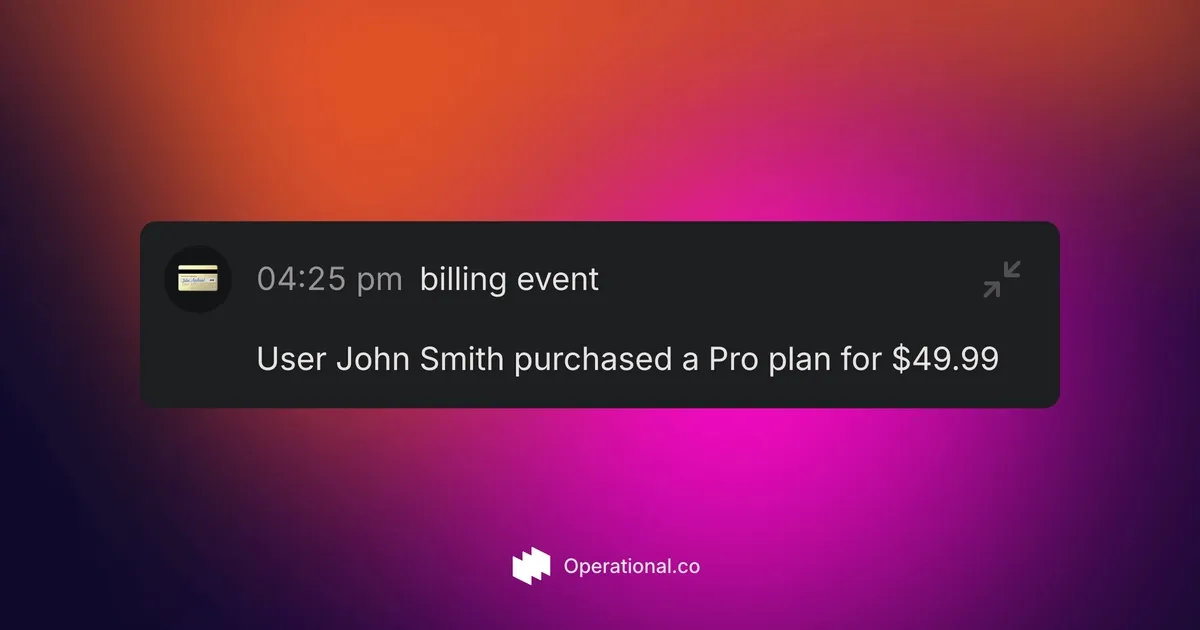 04:25 pm billing event
User John Smith purchased a Pro plan for $49.99
Operational.co